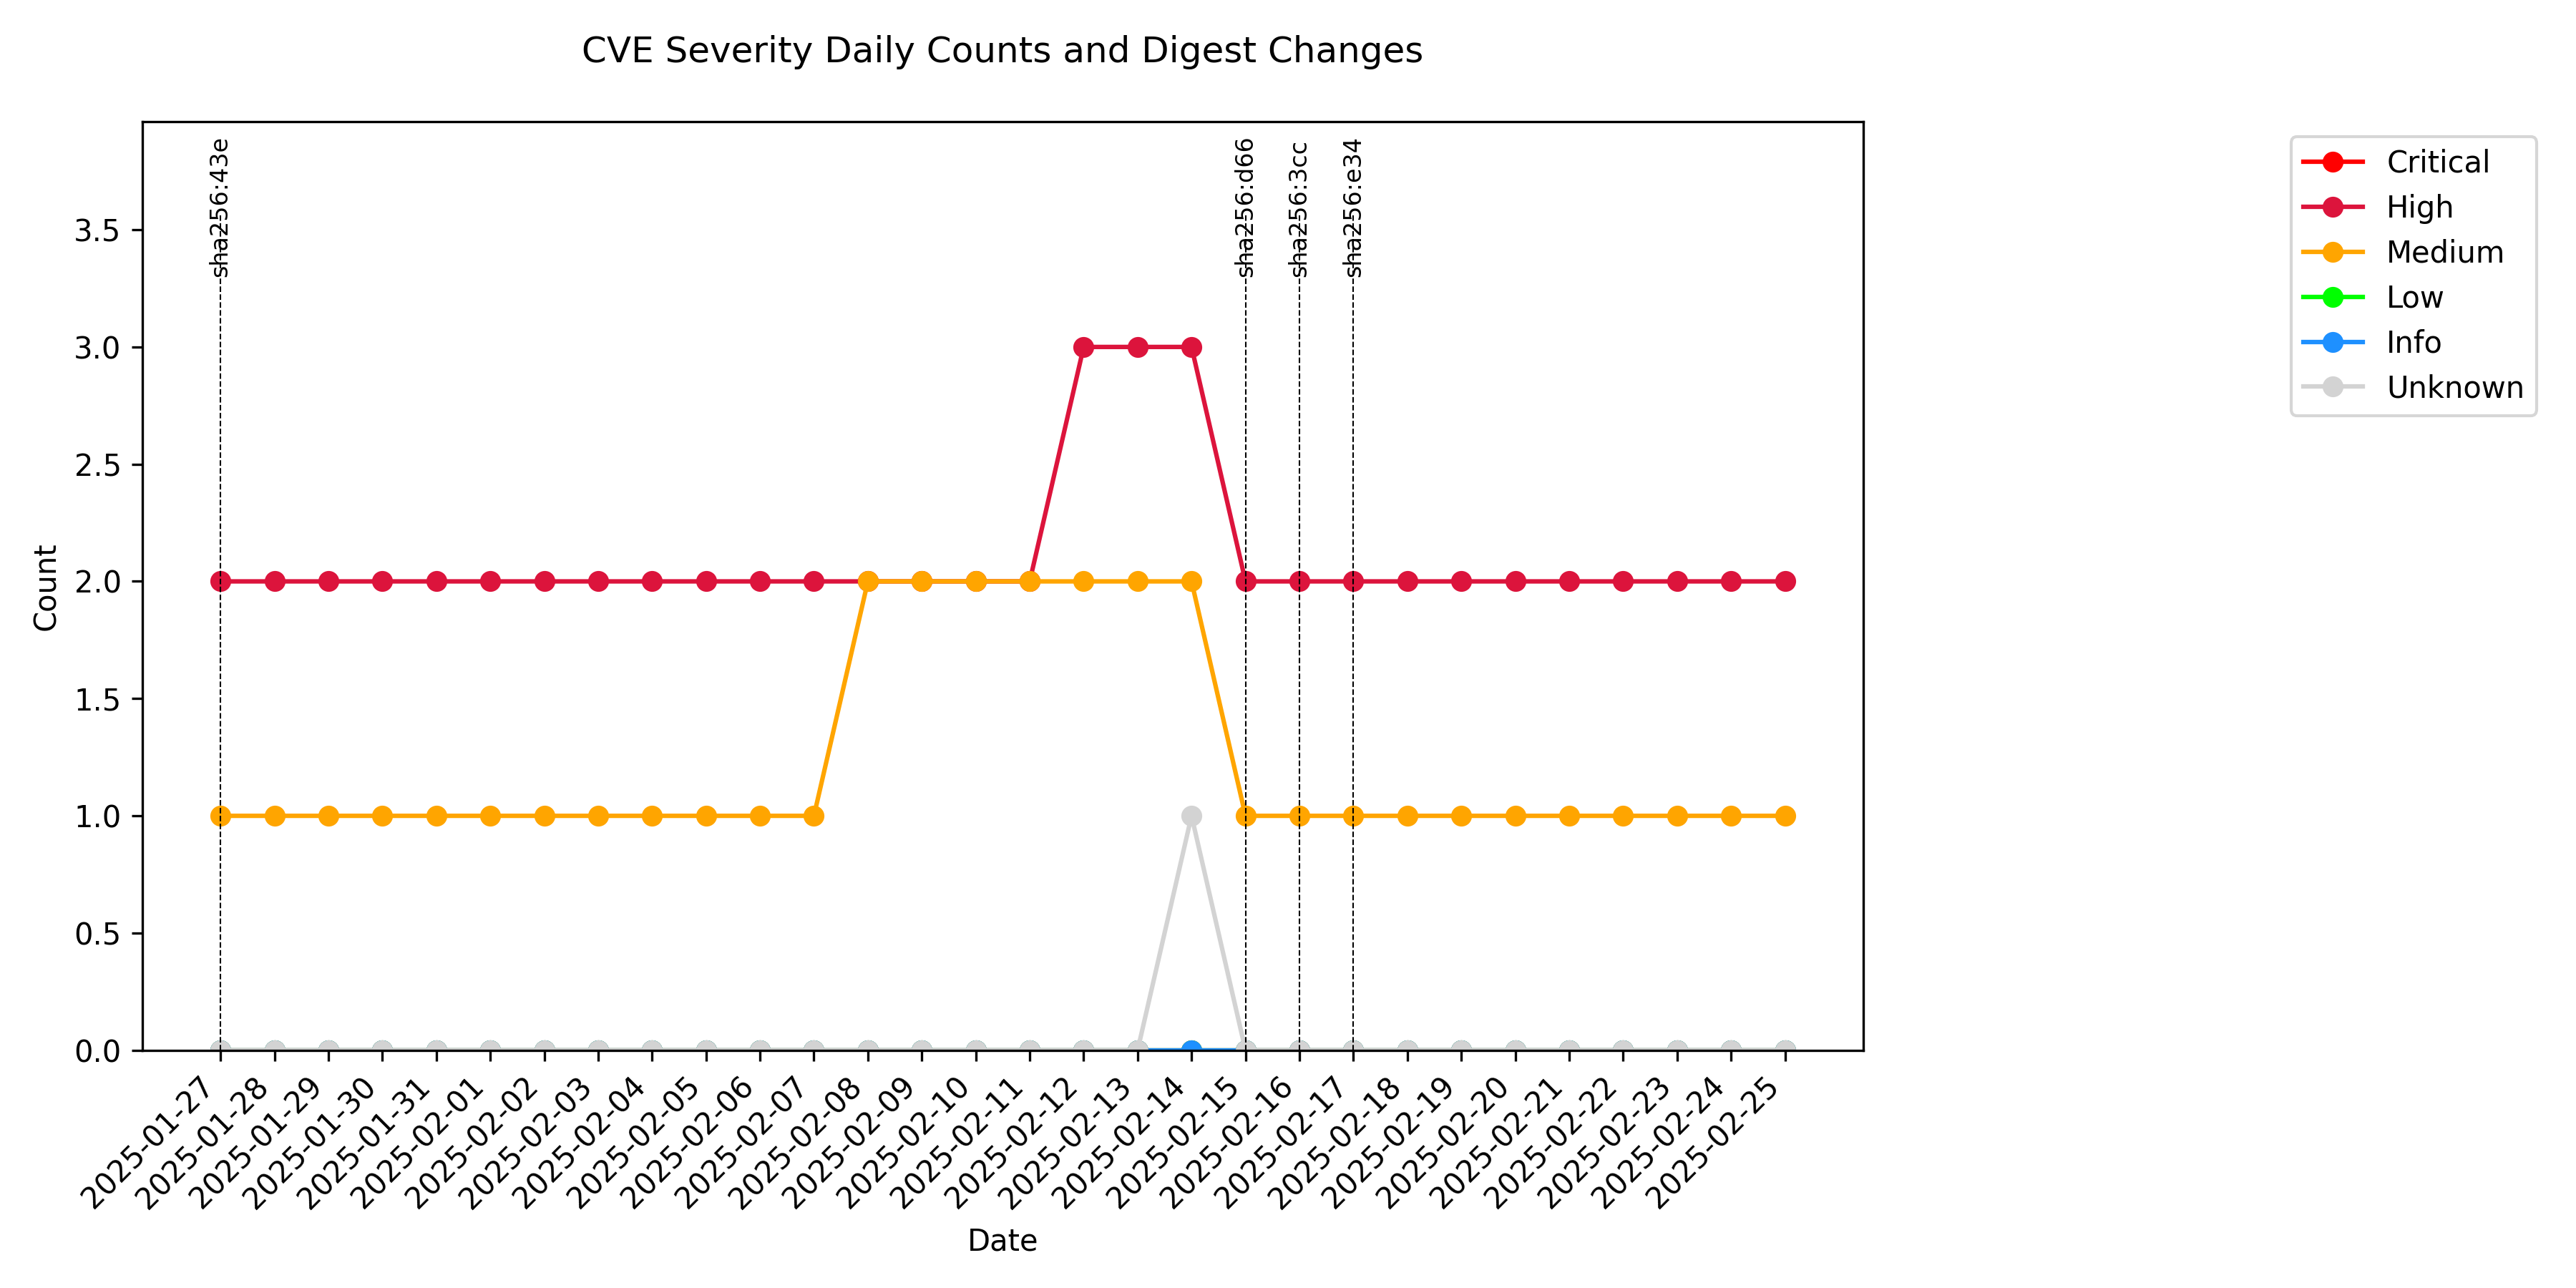 CVE Severity Daily Counts and Digest Changes
sha256:43e
sha256:d66
sha256:3cc
sha256:e34
Critical
High
Medium
Low
Info
Unknown
Count
3.5
3.0
2.5
2.0
1.5
1.0
0.5
0.0
2025-01-27
2025-01-28
2025-01-29
2025-01-30
2025-01-31
2025-02-01
2025-02-02
2025-02-03
2025-02-04
2025-02-05
2025-02-06
2025-02-07
2025-02-08
2025-02-09
2025-02-10
2025-02-11
2025-02-12
2025-02-13
2025-02-14
2025-02-15
2025-02-16
2025-02-17
2025-02-18
2025-02-19
2025-02-20
2025-02-21
2025-02-22
2025-02-23
2025-02-24
2025-02-25
Date